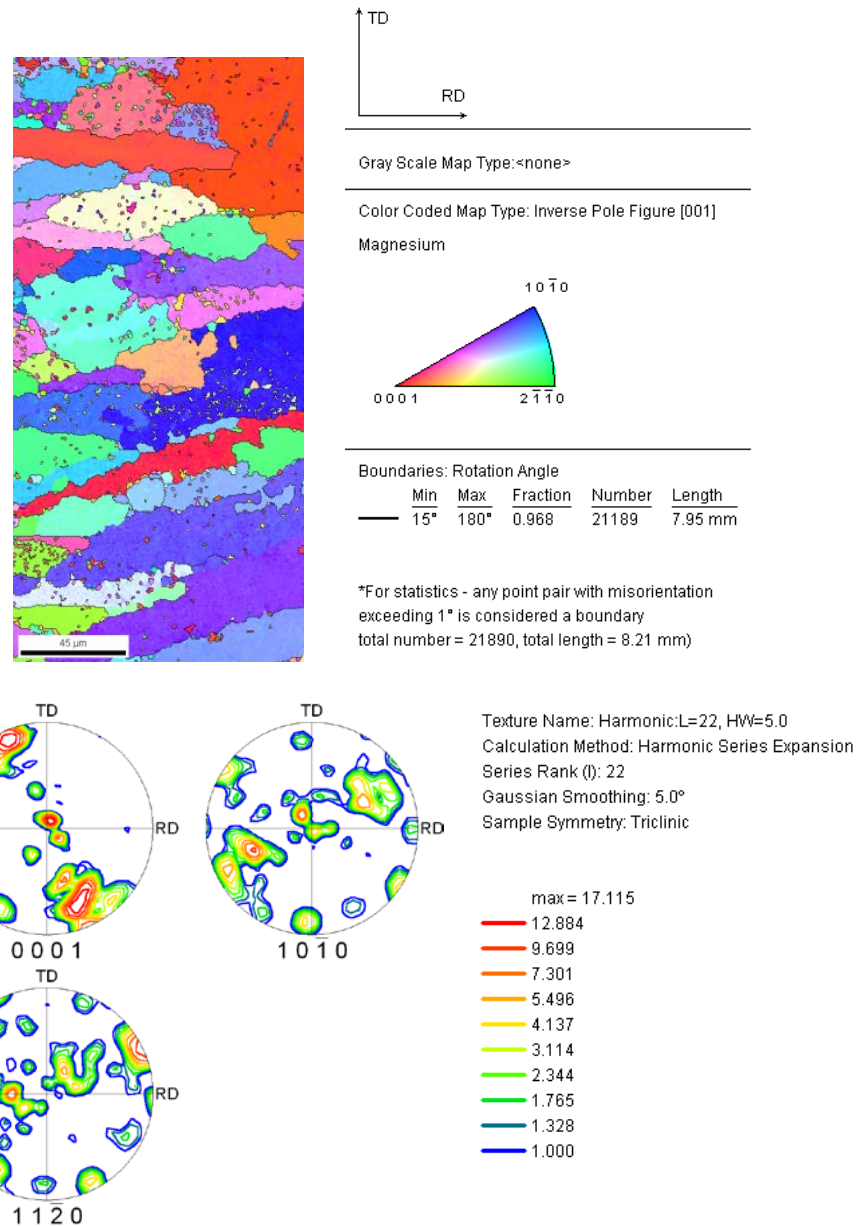 TD
RD
Gray Scale Map Type:<none>
Color Coded Map Type: Inverse Pole Figure [001]
Magnesium
1 0 1̅ 0
0 0 0 1
2 1̅ 1̅ 0
Boundaries: Rotation Angle
Min Max Fraction Number Length
15° 180° 0.968 21189 7.95 mm
*For statistics - any point pair with misorientation
exceeding 1° is considered a boundary
total number = 21890, total length = 8.21 mm)
45 µm
TD
RD
0 0 0 1
TD
RD
1 0 1̅ 0
TD
RD
1 1 2̅ 0
Texture Name: Harmonic:L=22, HW=5.0
Calculation Method: Harmonic Series Expansion
Series Rank (l): 22
Gaussian Smoothing: 5.0°
Sample Symmetry: Triclinic
max = 17.115
12.884
9.699
7.301
5.496
4.137
3.114
2.344
1.765
1.328
1.000